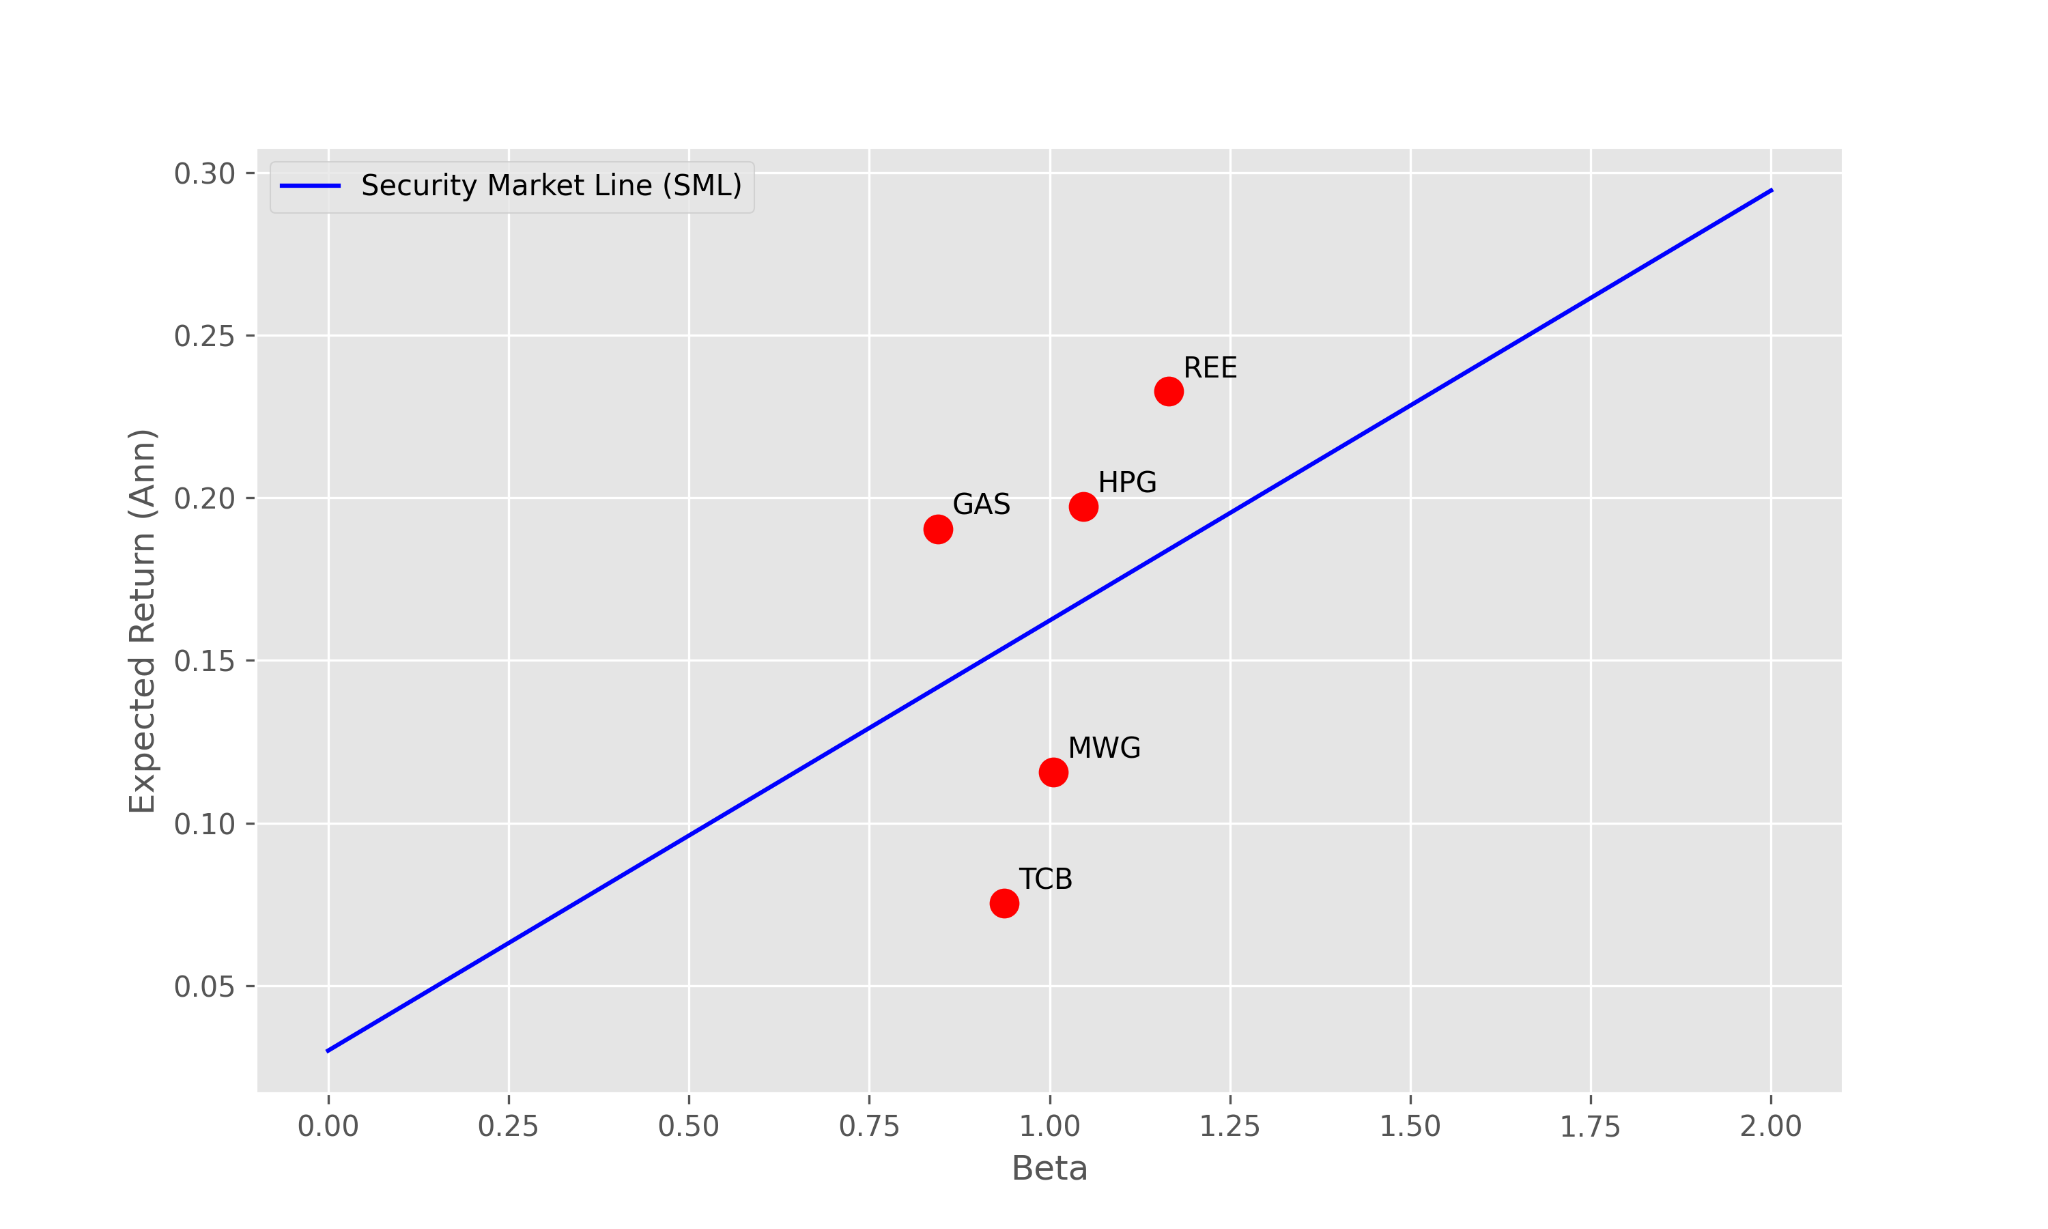 Security Market Line (SML)
0.30
0.25
0.20
0.15
0.10
0.05
Expected Return (Ann)
REE
HPG
GAS
MWG
TCB
0.00 0.25 0.50 0.75 1.00 1.25 1.50 1.75 2.00
Beta